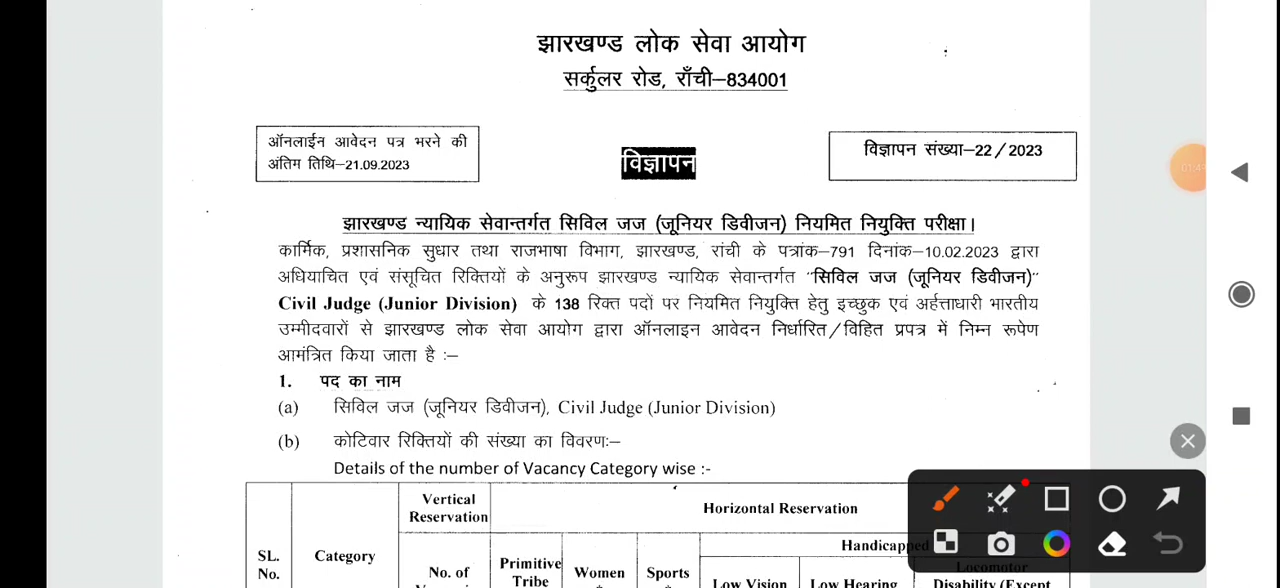 झारखण्ड लोक सेवा आयोग
सर्कुलर रोड, राँची–834001
ऑनलाईन आवेदन पत्र भरने की
अंतिम तिथि–21.09.2023
विज्ञापन
विज्ञापन संख्या–22/2023
झारखण्ड न्यायिक सेवान्तर्गत सिविल जज (जूनियर डिवीजन) नियमित नियुक्ति परीक्षा।
कार्मिक, प्रशासनिक सुधार तथा राजभाषा विभाग, झारखण्ड, रांची के पत्रांक–791 दिनांक–10.02.2023 द्वारा
अधियाचित एवं संसूचित रिक्तियों के अनुरूप झारखण्ड न्यायिक सेवान्तर्गत "सिविल जज (जूनियर डिवीजन)"
Civil Judge (Junior Division) के 138 रिक्त पदों पर नियमित नियुक्ति हेतु इच्छुक एवं अर्हत्ताधारी भारतीय
उम्मीदवारों से झारखण्ड लोक सेवा आयोग द्वारा ऑनलाइन आवेदन निर्धारित/विहित प्रपत्र में निम्न रूपेण
आमंत्रित किया जाता है :–
1. पद का नाम
(a) सिविल जज (जूनियर डिवीजन), Civil Judge (Junior Division)
(b) कोटिवार रिक्तियों की संख्या का विवरणः–
Details of the number of Vacancy Category wise :-
Vertical
Reservation
Horizontal Reservation
Handicapped
SL.
No.
Category
No. of
Primitive
Tribe
Women
Sports
Low Vision
Low Hearing
Locomotor
Disability (Except